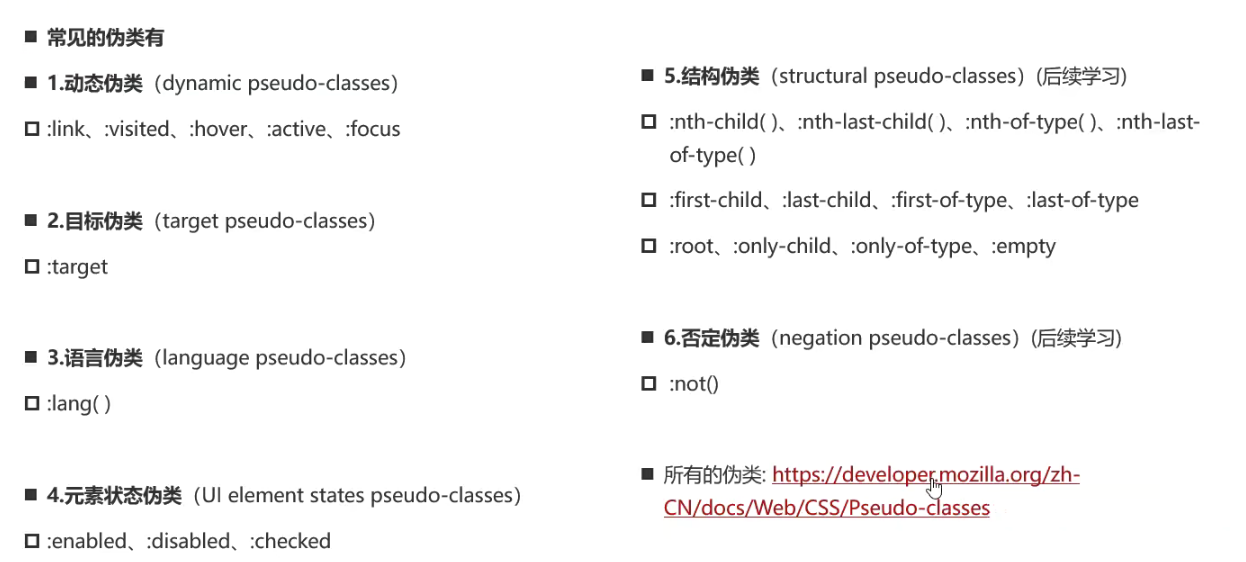 常见的伪类有
1.动态伪类（dynamic pseudo-classes）
:link、:visited、:hover、:active、:focus
2.目标伪类（target pseudo-classes）
:target
3.语言伪类（language pseudo-classes）
:lang( )
4.元素状态伪类（UI element states pseudo-classes）
:enabled、:disabled、:checked
5.结构伪类（structural pseudo-classes）(后续学习)
:nth-child( )、:nth-last-child( )、:nth-of-type( )、:nth-last-
of-type( )
:first-child、:last-child、:first-of-type、:last-of-type
:root、:only-child、:only-of-type、:empty
6.否定伪类（negation pseudo-classes）(后续学习)
:not()
所有的伪类: https://developer.mozilla.org/zh-
CN/docs/Web/CSS/Pseudo-classes